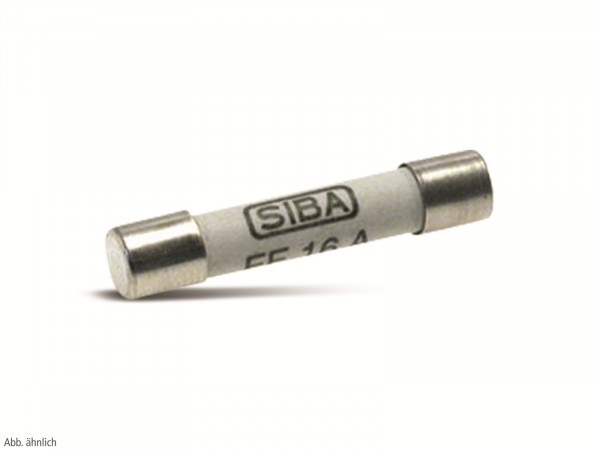 SIBA
FF 16 A
Abb. ähnlich